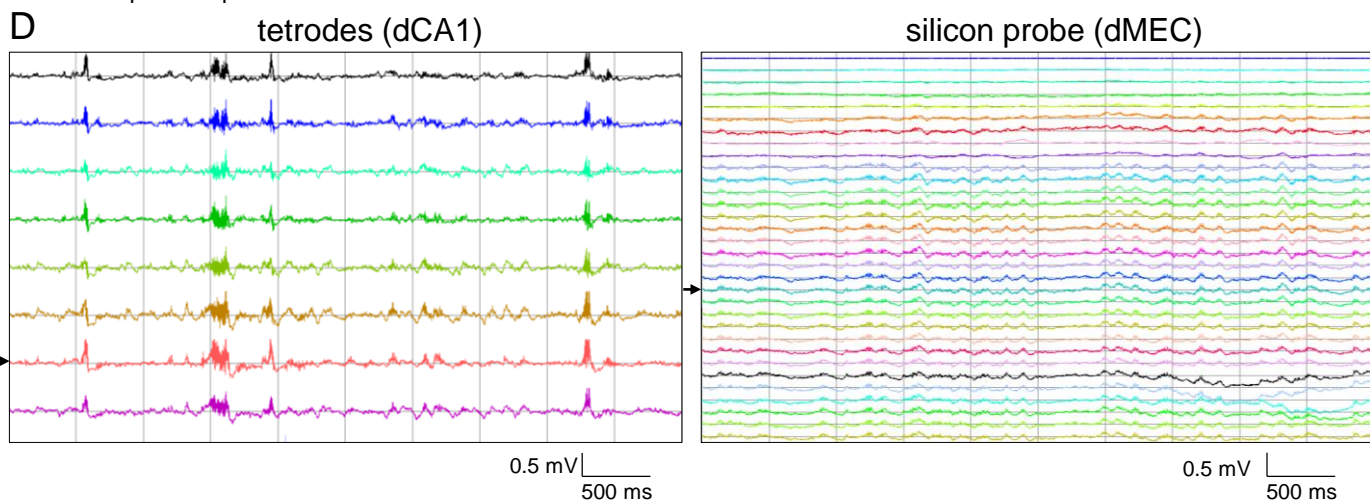 D
tetrodes (dCA1)
silicon probe (dMEC)
0.5 mV
500 ms
0.5 mV
500 ms